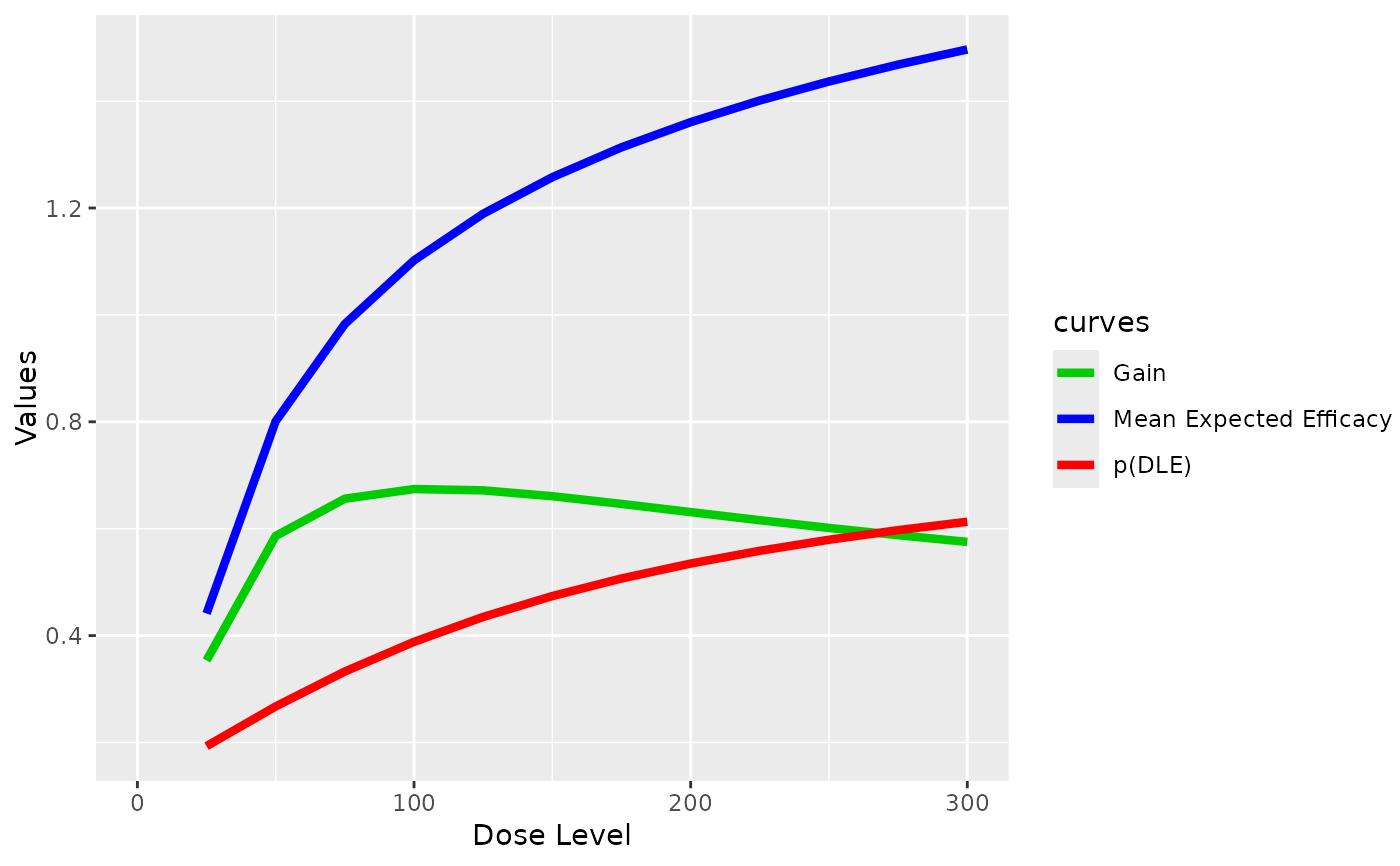 Values
1.2
0.8
0.4
0
100
200
300
Dose Level
curves
Gain
Mean Expected Efficacy
p(DLE)